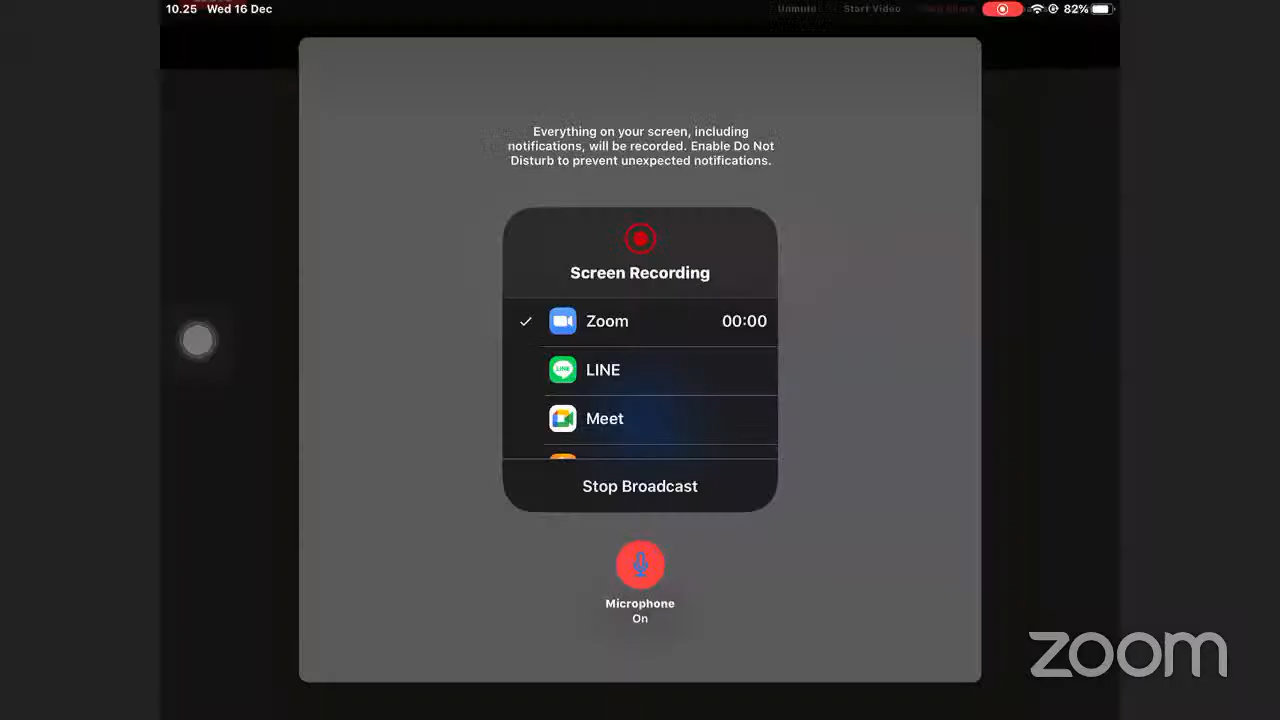 10.25 Wed 16 Dec
Unmute Start Video
82%
Everything on your screen, including
notifications, will be recorded. Enable Do Not
Disturb to prevent unexpected notifications.
Screen Recording
Zoom 00:00
LINE
LINE
Meet
Stop Broadcast
Microphone
On
zoom